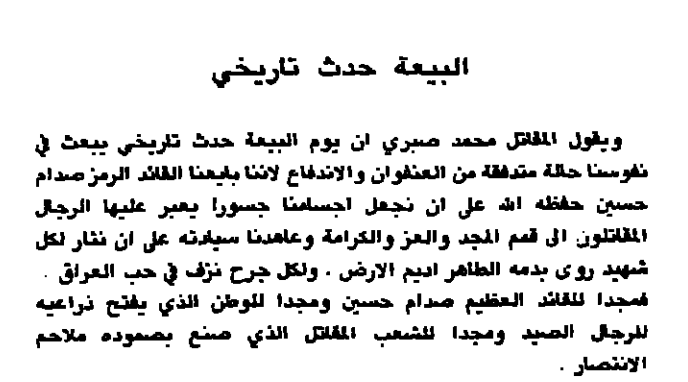 البيعة حدث تاريخي
ويقول المقاتل محمد صبري ان يوم البيعة حدث تاريخي يبعث في
نفوسنا حالة متدفقة من العنفوان والاندفاع لاننا بايعنا القائد الرمز صدام
حسين حفظه الله على ان نجعل اجسامنا جسورا يعبر عليها الرجال
المقاتلون الى قمم المجد والعز والكرامة وعاهدنا سيادته على ان نثار لكل
شهيد روى بدمه الطاهر اديم الارض . ولكل جرح نزف في حب العراق .
فمجدا للقائد العظيم صدام حسين ومجدا للوطن الذي يفتح ذراعيه
للرجال الصيد ومجدا للشعب المقاتل الذي صنع بصموده ملاحم
الانتصار .